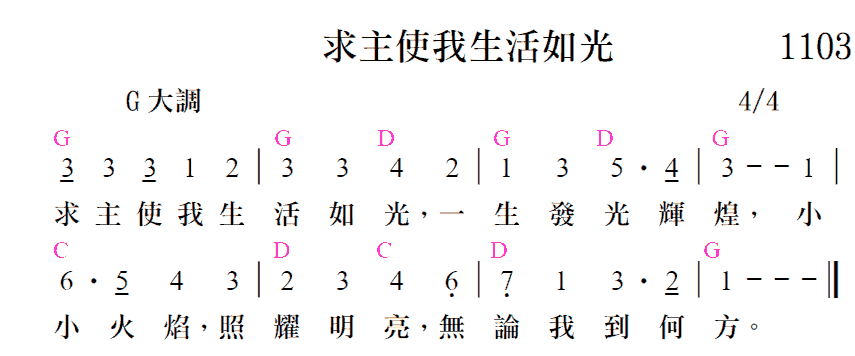 求主使我生活如光 1103
G 大調 4/4
G G D G D G
3 3 3 1 2 | 3 3 4 2 | 1 3 5 · 4 | 3 - - 1 |
求主使我生活如光，一生發光輝煌，小
C D C D G
6 · 5 4 3 | 2 3 4 6 | 7 1 3 · 2 | 1 - - - ‖
小火焰，照耀明亮，無論我到何方。